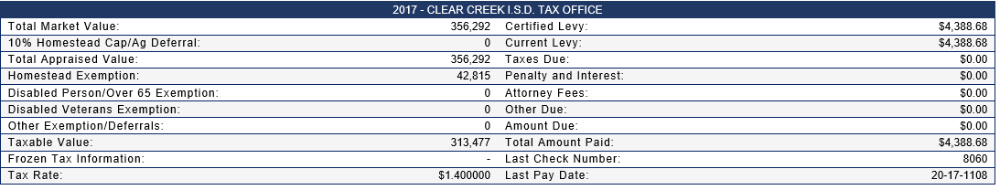 2017 - CLEAR CREEK I.S.D. TAX OFFICE
Total Market Value: 356,292 Certified Levy: $4,388.68
10% Homestead Cap/Ag Deferral: 0 Current Levy: $4,388.68
Total Appraised Value: 356,292 Taxes Due: $0.00
Homestead Exemption: 42,815 Penalty and Interest: $0.00
Disabled Person/Over 65 Exemption: 0 Attorney Fees: $0.00
Disabled Veterans Exemption: 0 Other Due: $0.00
Other Exemption/Deferrals: 0 Amount Due: $0.00
Taxable Value: 313,477 Total Amount Paid: $4,388.68
Frozen Tax Information: - Last Check Number: 8060
Tax Rate: $1.400000 Last Pay Date: 20-17-1108